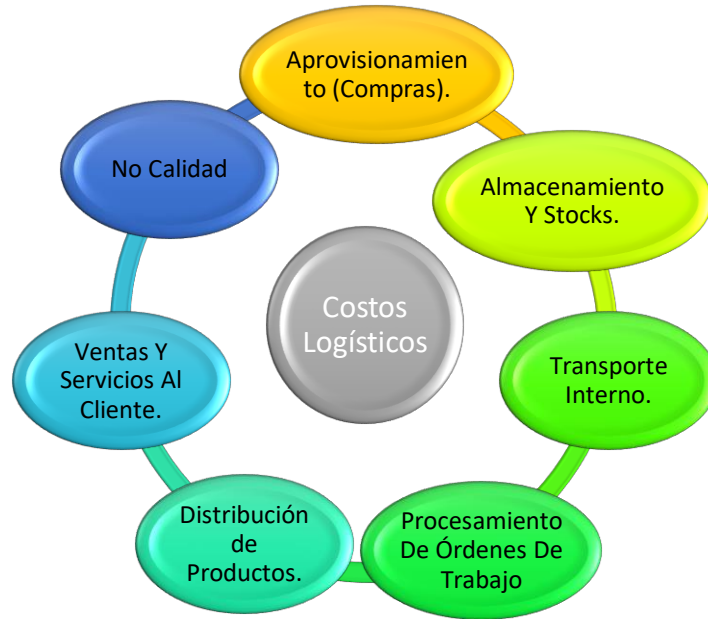 Aprovisionamien
to (Compras).
Almacenamiento
Y Stocks.
Transporte
Interno.
Procesamiento
De Órdenes De
Trabajo
Distribución
de
Productos.
Ventas Y
Servicios Al
Cliente.
No Calidad
Costos
Logísticos